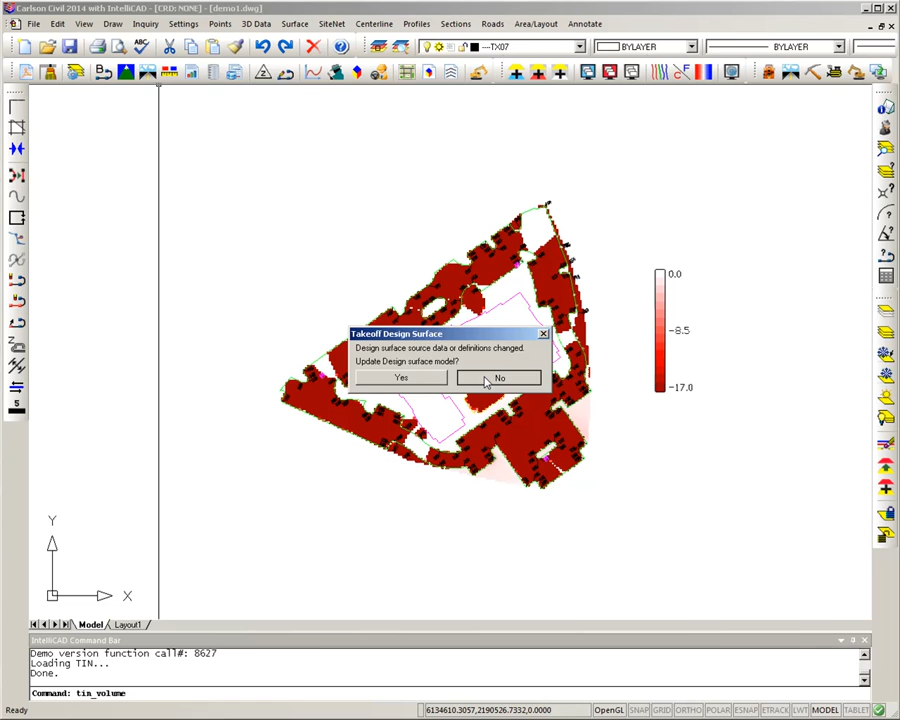 Carlson Civil 2014 with IntelliCAD - [CRD: NONE] - [demo1.dwg]
File Edit View Draw Inquiry Settings Points 3D Data Surface SiteNet Centerline Profiles Sections Roads Area/Layout Annotate
---TX07 BYLAYER BYLAYER
0.0
-8.5
-17.0
Takeoff Design Surface
Design surface source data or definitions changed.
Update Design surface model?
Yes No
5
Y
X
Model Layout1
IntelliCAD Command Bar
Demo version function call#: 8627
Loading TIN...
Done.
Command: tin_volume
Ready 6134610.3057,2190526.7332,0.0000 OpenGL SNAP GRID ORTHO POLAR ESNAP ETRACK LWT MODEL TABLET